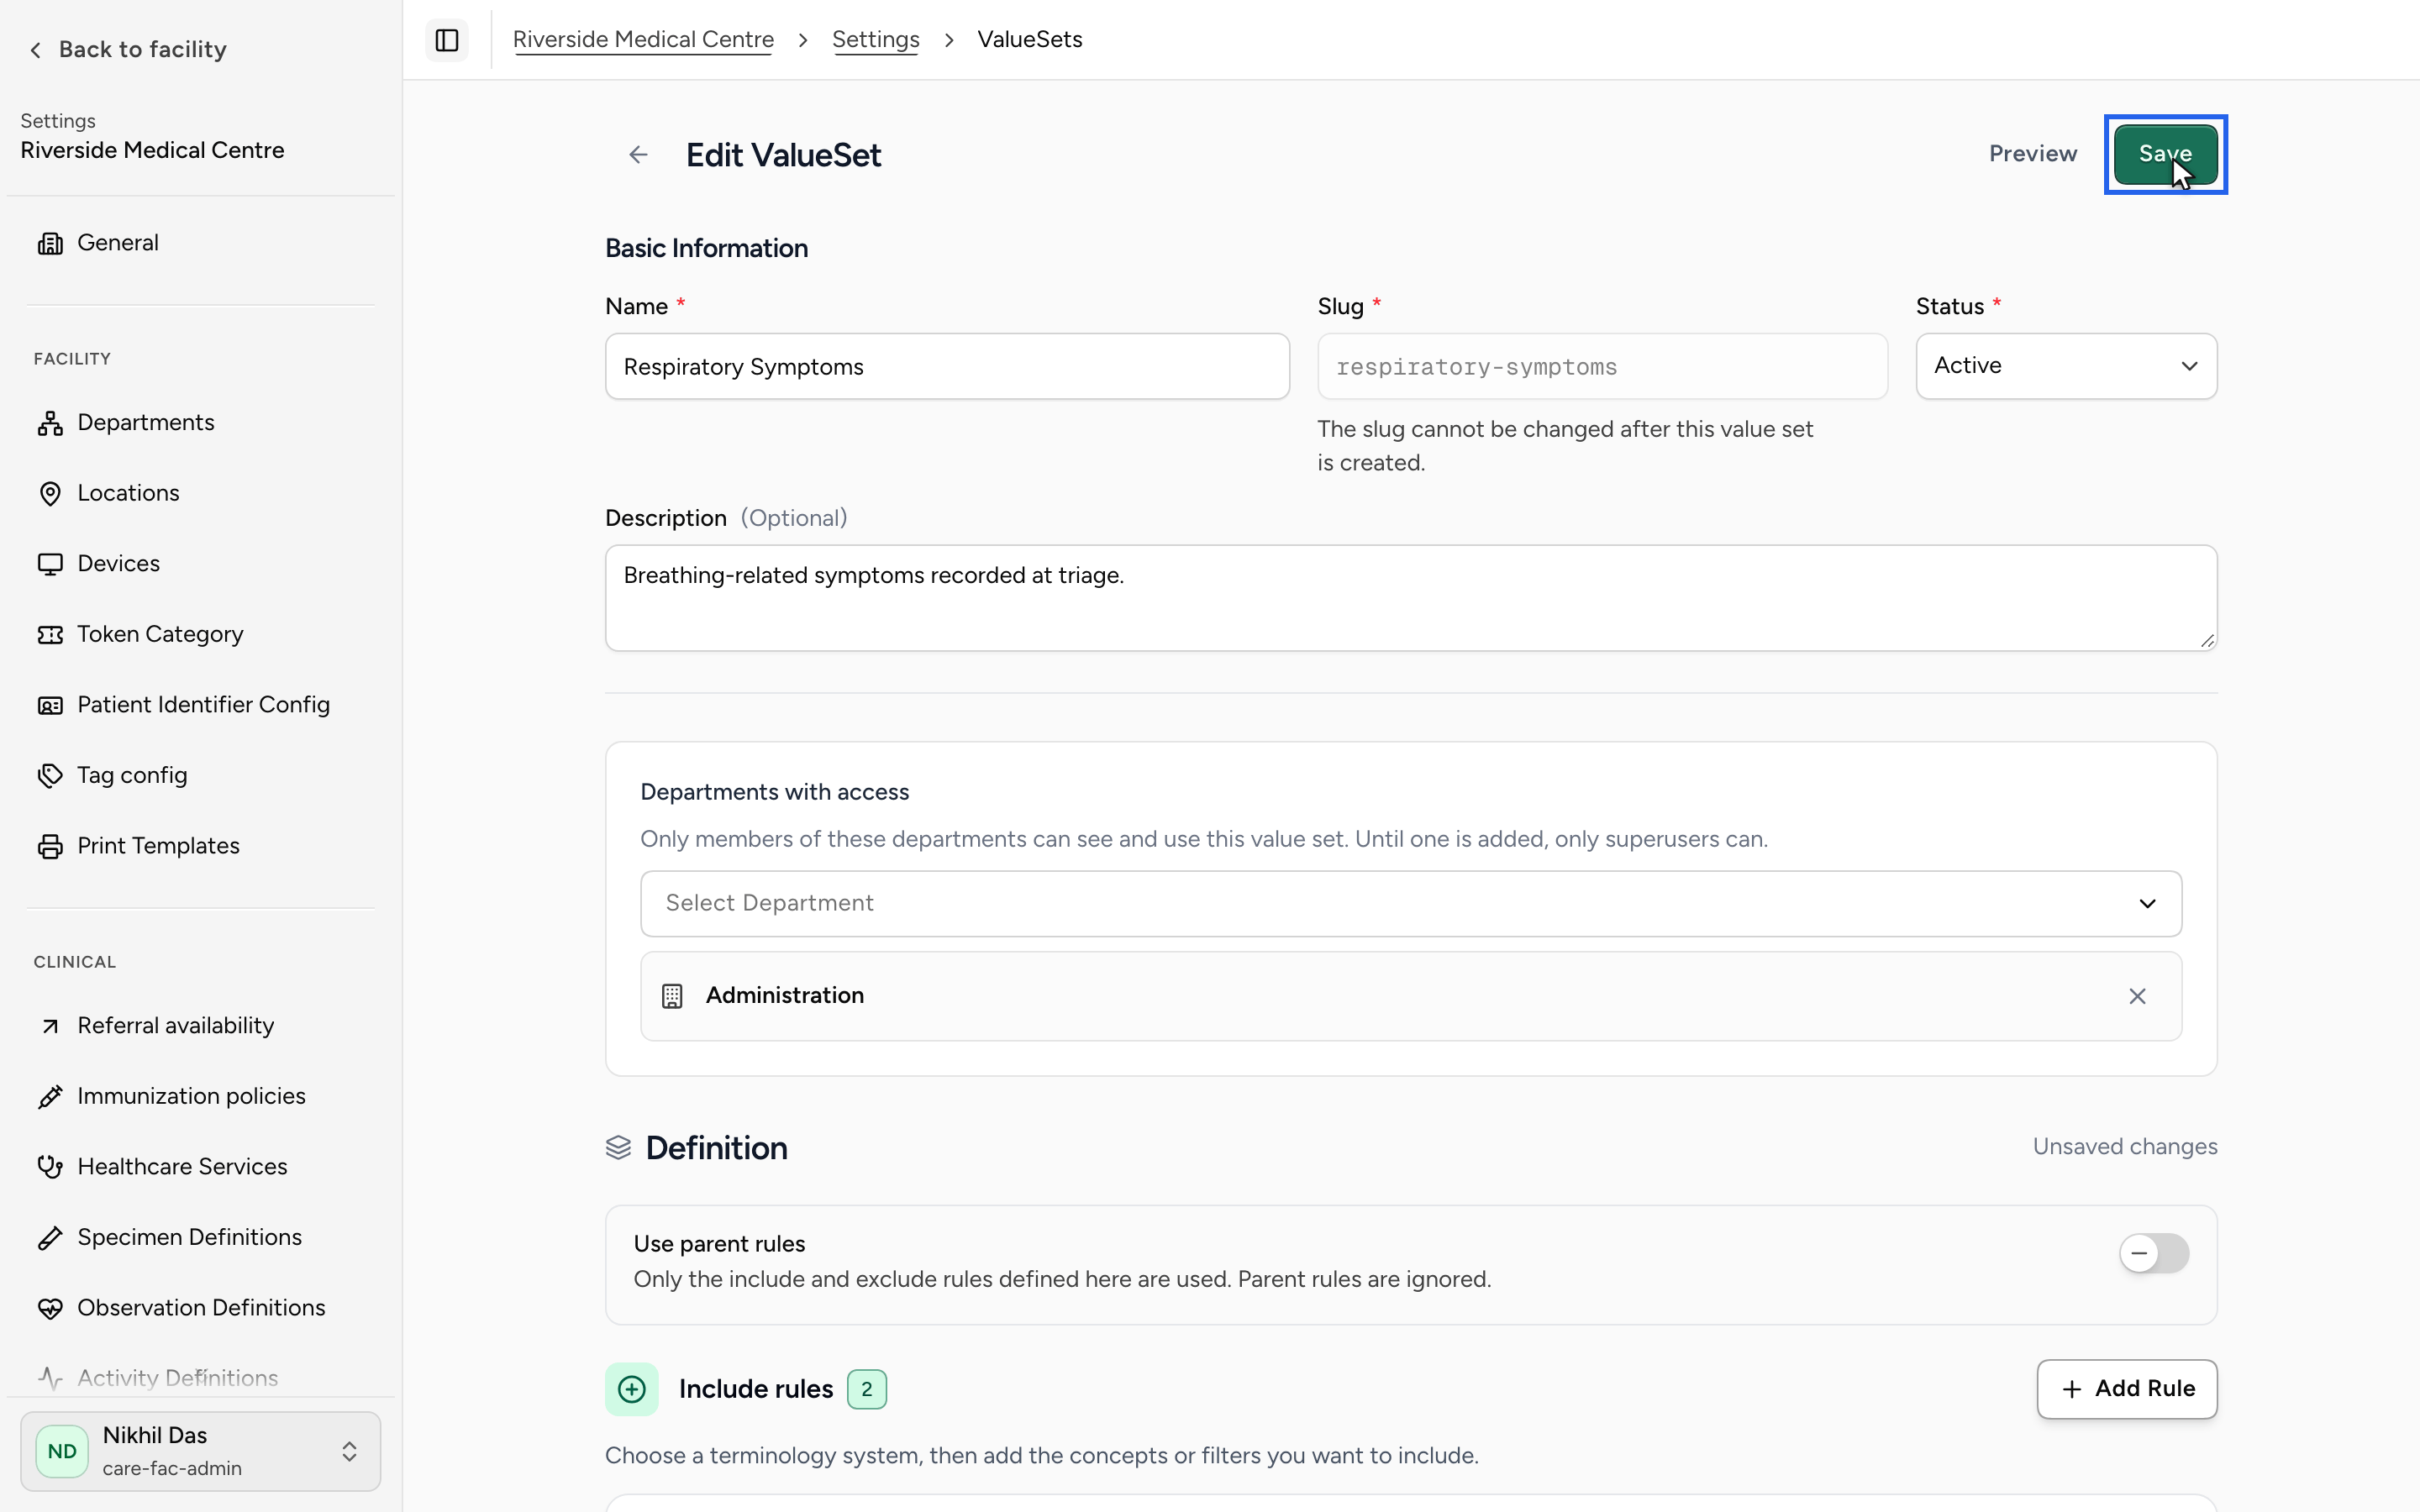 Back to facility
Settings
Riverside Medical Centre
General
FACILITY
Departments
Locations
Devices
Token Category
Patient Identifier Config
Tag config
Print Templates
CLINICAL
Referral availability
Immunization policies
Healthcare Services
Specimen Definitions
Observation Definitions
Activity Definitions
ND
Nikhil Das
care-fac-admin
Riverside Medical Centre > Settings > ValueSets
Edit ValueSet
Preview
Save
Basic Information
Name *
Slug *
Status *
Respiratory Symptoms
respiratory-symptoms
Active
The slug cannot be changed after this value set
is created.
Description (Optional)
Breathing-related symptoms recorded at triage.
Departments with access
Only members of these departments can see and use this value set. Until one is added, only superusers can.
Select Department
Administration
Definition
Unsaved changes
Use parent rules
Only the include and exclude rules defined here are used. Parent rules are ignored.
Include rules 2
Add Rule
Choose a terminology system, then add the concepts or filters you want to include.